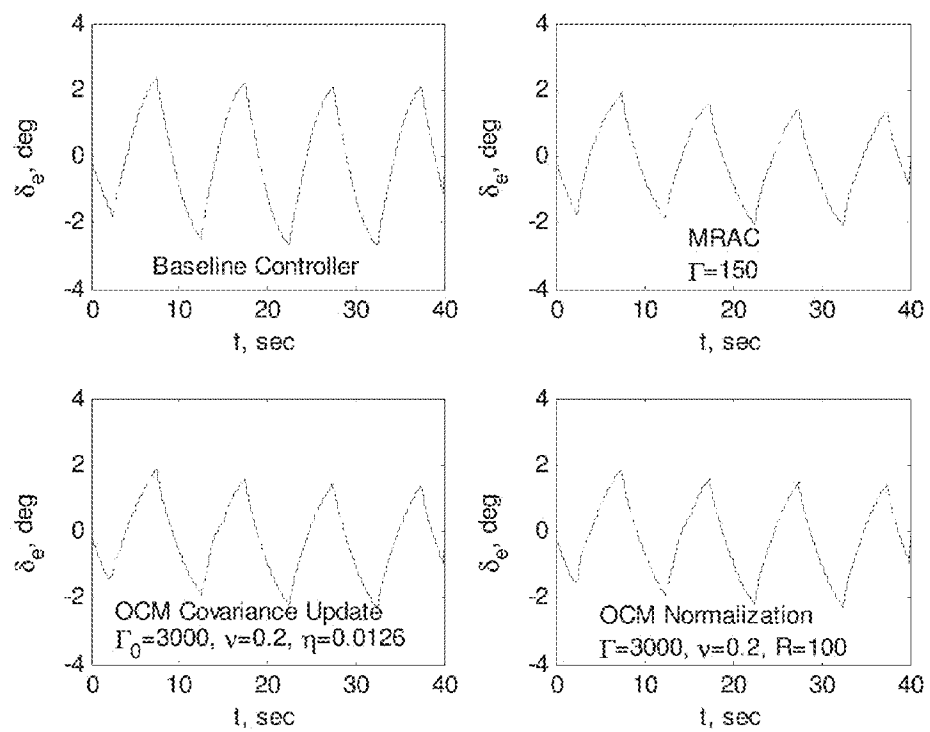 4
2
0
-2
-4
δe, deg
Baseline Controller
0 10 20 30 40
t, sec
4
2
0
-2
-4
δe, deg
MRAC
Γ=150
0 10 20 30 40
t, sec
4
2
0
-2
-4
δe, deg
OCM Covariance Update
Γ0=3000, ν=0.2, η=0.0126
0 10 20 30 40
t, sec
4
2
0
-2
-4
δe, deg
OCM Normalization
Γ=3000, ν=0.2, R=100
0 10 20 30 40
t, sec